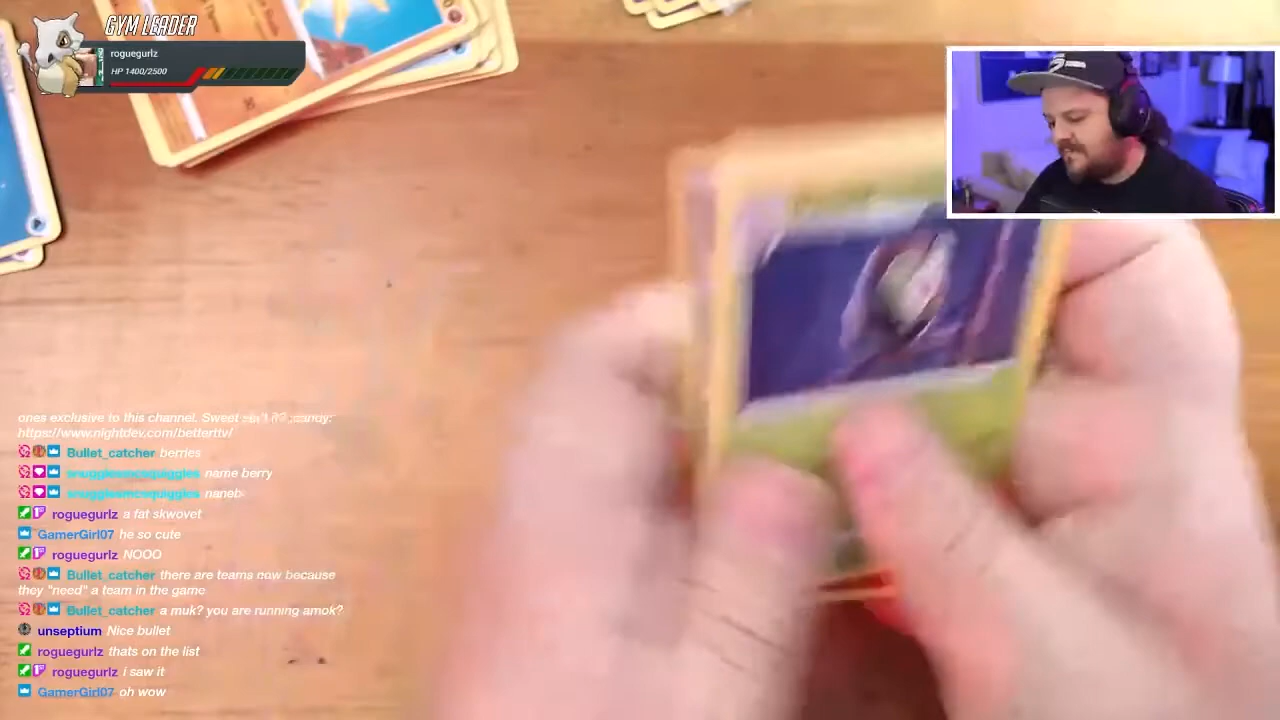 GYM LEADER
roguegurlz
HP 1400/2500
ones exclusive to this channel. Sweet
https://www.nightdev.com/betterttv/
Bullet_catcher berries
snugglesmcsquiggles name berry
snugglesmcsquiggles naneb
roguegurlz a fat skwovet
GamerGirl07 he so cute
roguegurlz NOOO
Bullet_catcher there are teams now because
they "need" a team in the game
Bullet_catcher a muk? you are running amok?
unseptium Nice bullet
roguegurlz thats on the list
roguegurlz i saw it
GamerGirl07 oh wow